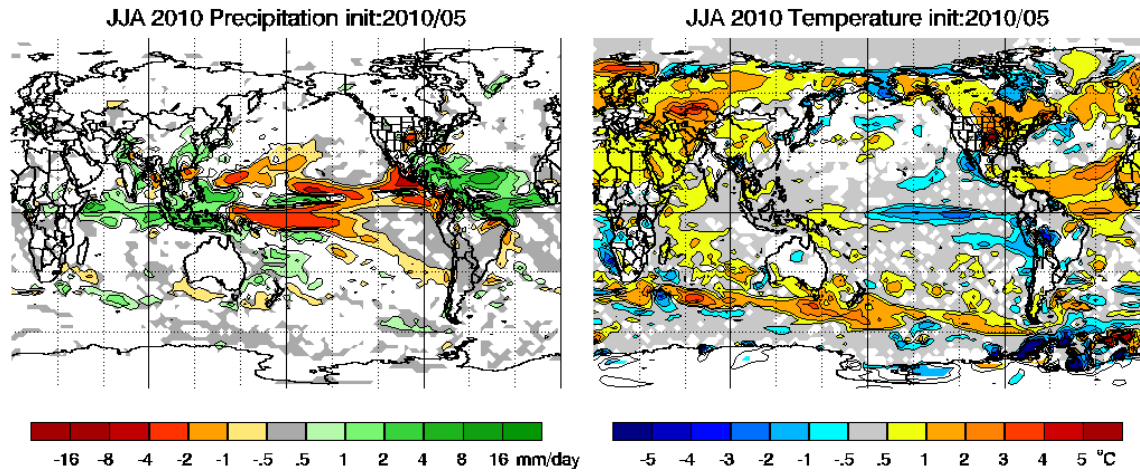 JJA 2010 Precipitation init:2010/05
JJA 2010 Temperature init:2010/05
-16 -8 -4 -2 -1 -.5 .5 1 2 4 8 16 mm/day
-5 -4 -3 -2 -1 -.5 .5 1 2 3 4 5 °C